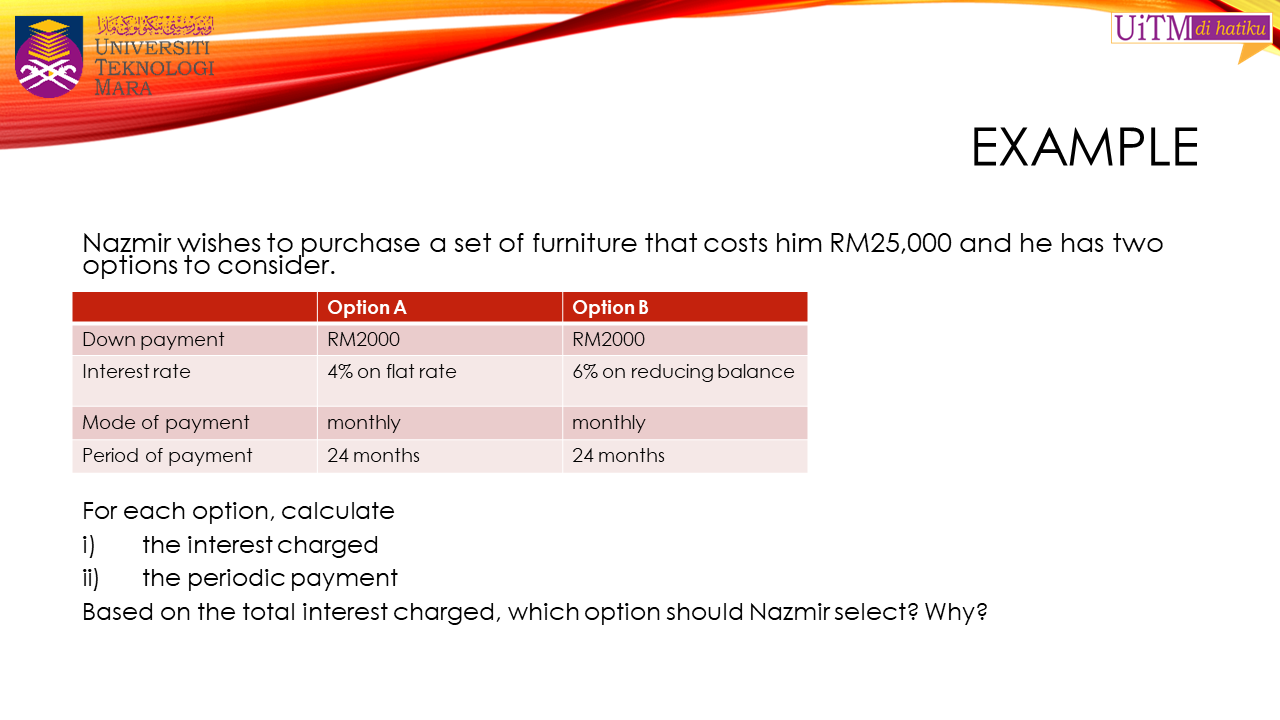 UNIVERSITI
TEKNOLOGI
MARA
UiTM di hatiku
EXAMPLE
Nazmir wishes to purchase a set of furniture that costs him RM25,000 and he has two
options to consider.
Option A Option B
Down payment RM2000 RM2000
Interest rate 4% on flat rate 6% on reducing balance
Mode of payment monthly monthly
Period of payment 24 months 24 months
For each option, calculate
i) the interest charged
ii) the periodic payment
Based on the total interest charged, which option should Nazmir select? Why?